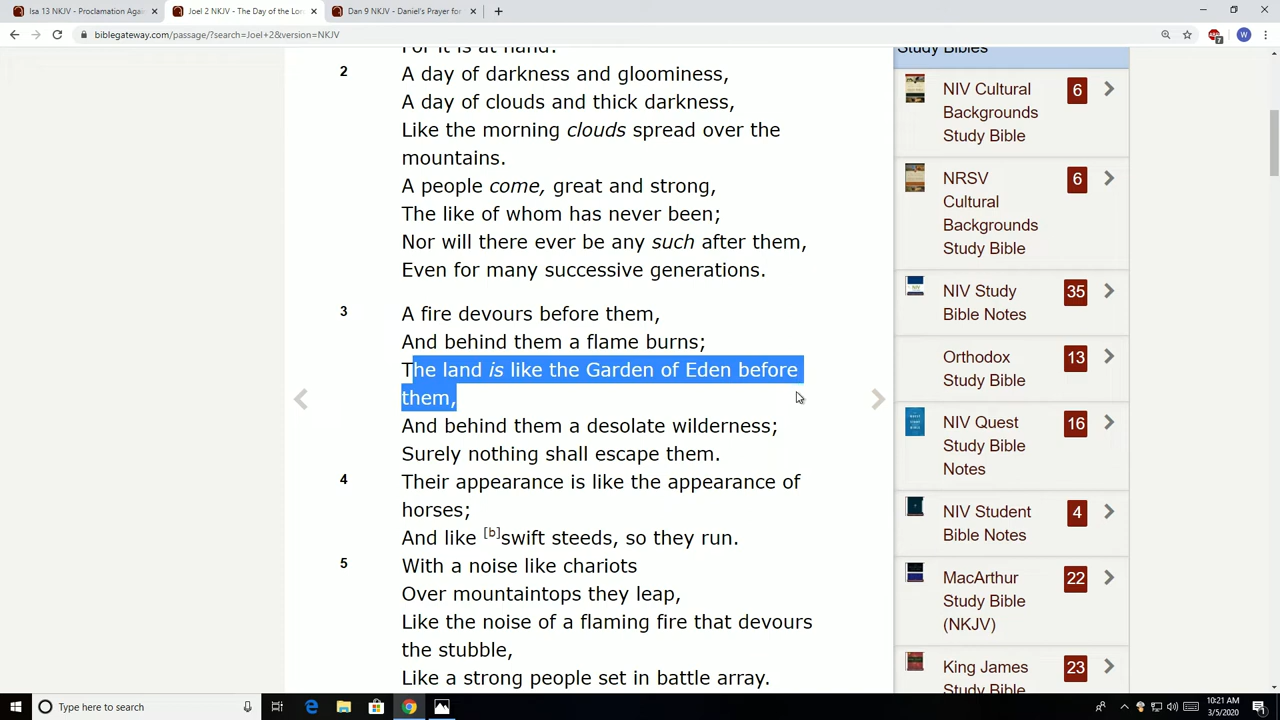 Isa 13 NKJV - Proclamation Agai
Joel 2 NKJV - The Day of the Lor
Dan 9 NKJV - Daniel's Prayer for
biblegateway.com/passage/?search=Joel+2&version=NKJV
7
W
For it is at hand:
2
A day of darkness and gloominess,
A day of clouds and thick darkness,
Like the morning clouds spread over the
mountains.
A people come, great and strong,
The like of whom has never been;
Nor will there ever be any such after them,
Even for many successive generations.
3
A fire devours before them,
And behind them a flame burns;
The land is like the Garden of Eden before
them,
And behind them a desolate wilderness;
Surely nothing shall escape them.
4
Their appearance is like the appearance of
horses;
And like [b]swift steeds, so they run.
5
With a noise like chariots
Over mountaintops they leap,
Like the noise of a flaming fire that devours
the stubble,
Like a strong people set in battle array.
Study Bibles
NIV Cultural
Backgrounds
Study Bible
6
NRSV
Cultural
Backgrounds
Study Bible
6
NIV Study
Bible Notes
35
Orthodox
Study Bible
13
NIV Quest
Study Bible
Notes
16
NIV Student
Bible Notes
4
MacArthur
Study Bible
(NKJV)
22
King James
Study Bible
23
Type here to search
10:21 AM
3/5/2020
1